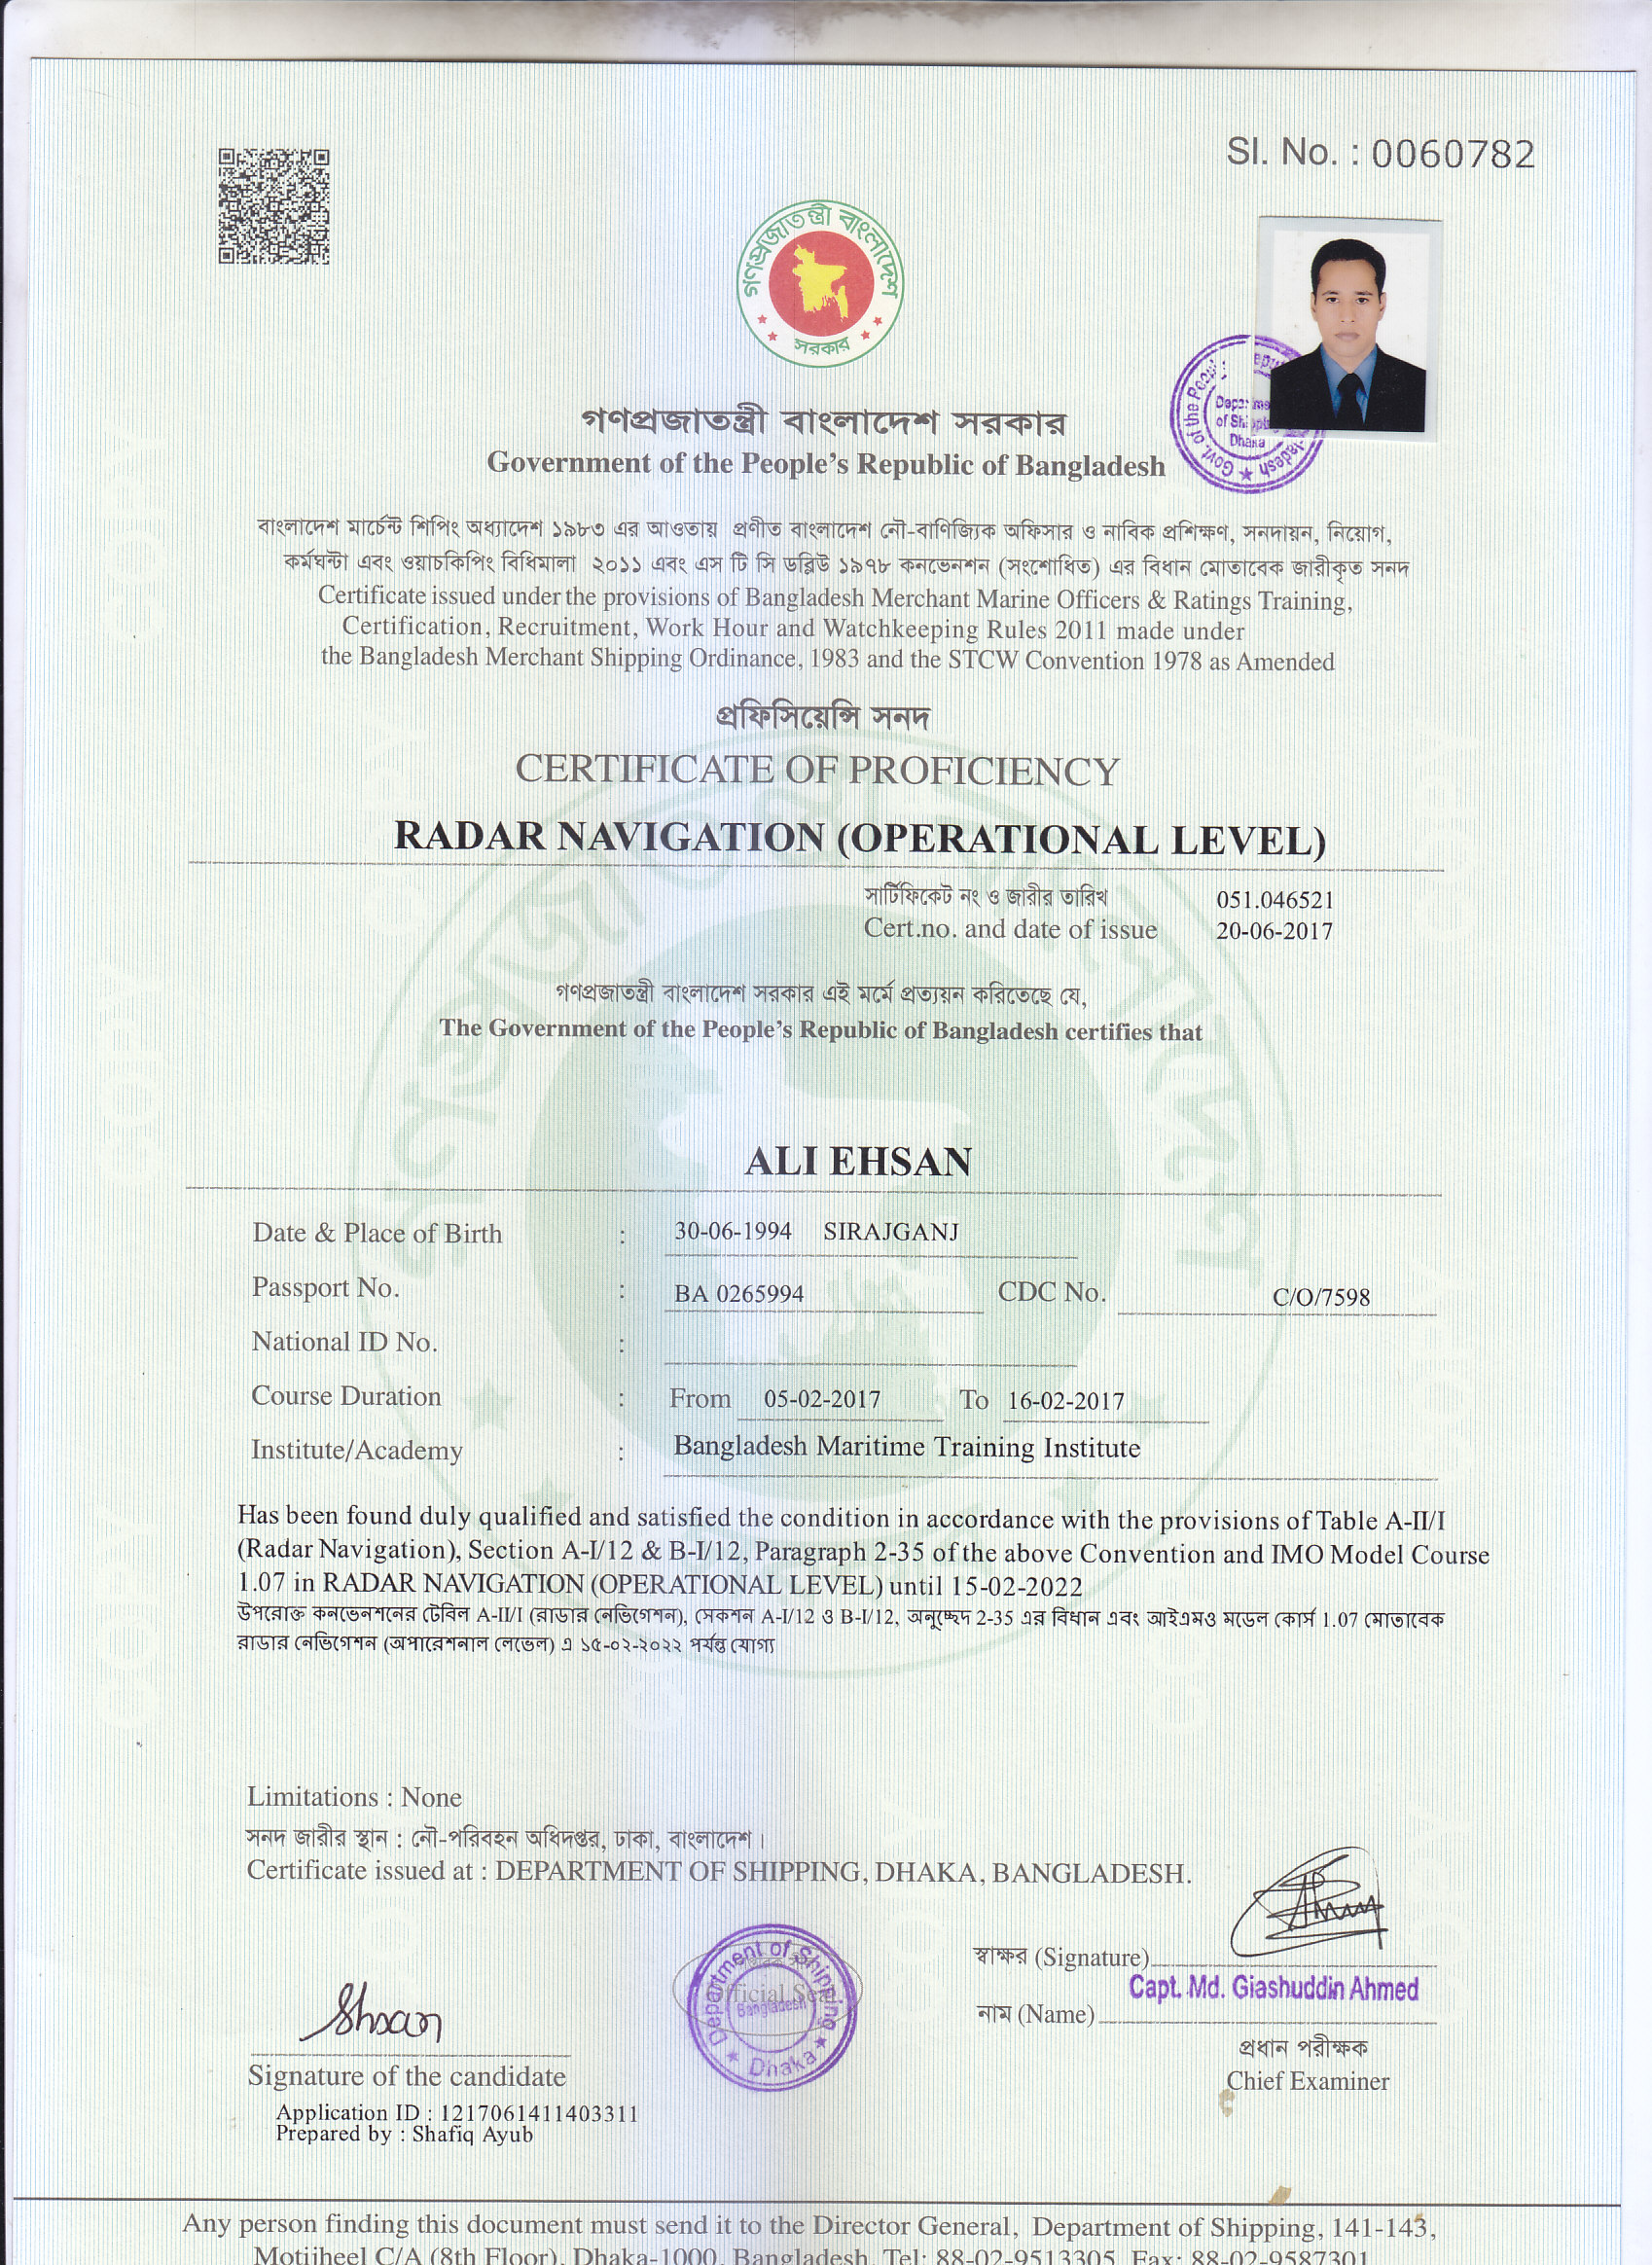 Sl. No. : 0060782
গণপ্রজাতন্ত্রী বাংলাদেশ
সরকার
গণপ্রজাতন্ত্রী বাংলাদেশ সরকার
Government of the People's Republic of Bangladesh
বাংলাদেশ মার্চেন্ট শিপিং অধ্যাদেশ ১৯৮৩ এর আওতায় প্রণীত বাংলাদেশ নৌ-বাণিজ্যিক অফিসার ও নাবিক প্রশিক্ষণ, সনদায়ন, নিয়োগ,
কর্মঘন্টা এবং ওয়াচকিপিং বিধিমালা ২০১১ এবং এস টি সি ডব্লিউ ১৯৭৮ কনভেনশন (সংশোধিত) এর বিধান মোতাবেক জারীকৃত সনদ
Certificate issued under the provisions of Bangladesh Merchant Marine Officers & Ratings Training,
Certification, Recruitment, Work Hour and Watchkeeping Rules 2011 made under
the Bangladesh Merchant Shipping Ordinance, 1983 and the STCW Convention 1978 as Amended
প্রফিসিয়েন্সি সনদ
CERTIFICATE OF PROFICIENCY
RADAR NAVIGATION (OPERATIONAL LEVEL)
সার্টিফিকেট নং ও জারীর তারিখ 051.046521
Cert.no. and date of issue 20-06-2017
গণপ্রজাতন্ত্রী বাংলাদেশ সরকার এই মর্মে প্রত্যয়ন করিতেছে যে,
The Government of the People's Republic of Bangladesh certifies that
ALI EHSAN
Date & Place of Birth : 30-06-1994 SIRAJGANJ
Passport No. : BA 0265994 CDC No. C/O/7598
National ID No. :
Course Duration : From 05-02-2017 To 16-02-2017
Institute/Academy : Bangladesh Maritime Training Institute
Has been found duly qualified and satisfied the condition in accordance with the provisions of Table A-II/I
(Radar Navigation), Section A-I/12 & B-I/12, Paragraph 2-35 of the above Convention and IMO Model Course
1.07 in RADAR NAVIGATION (OPERATIONAL LEVEL) until 15-02-2022
উপরোক্ত কনভেনশনের টেবিল A-II/I (রাডার নেভিগেশন), সেকশন A-I/12 ও B-I/12, অনুচ্ছেদ 2-35 এর বিধান এবং আইএমও মডেল কোর্স 1.07 মোতাবেক
রাডার নেভিগেশন (অপারেশনাল লেভেল) এ ১৫-০২-২০২২ পর্যন্ত যোগ্য
Limitations : None
সনদ জারীর স্থান : নৌ-পরিবহন অধিদপ্তর, ঢাকা, বাংলাদেশ।
Certificate issued at : DEPARTMENT OF SHIPPING, DHAKA, BANGLADESH.
স্বাক্ষর (Signature)
Capt. Md. Giashuddin Ahmed
নাম (Name)
প্রধান পরীক্ষক
Chief Examiner
Department of Shipping
Bangladesh
Dhaka
Official Seal
Ehsan
Signature of the candidate
Application ID : 1217061411403311
Prepared by : Shafiq Ayub
Any person finding this document must send it to the Director General, Department of Shipping, 141-143,
Motijheel C/A (8th Floor), Dhaka-1000, Bangladesh, Tel: 88-02-9513305, Fax: 88-02-9587301